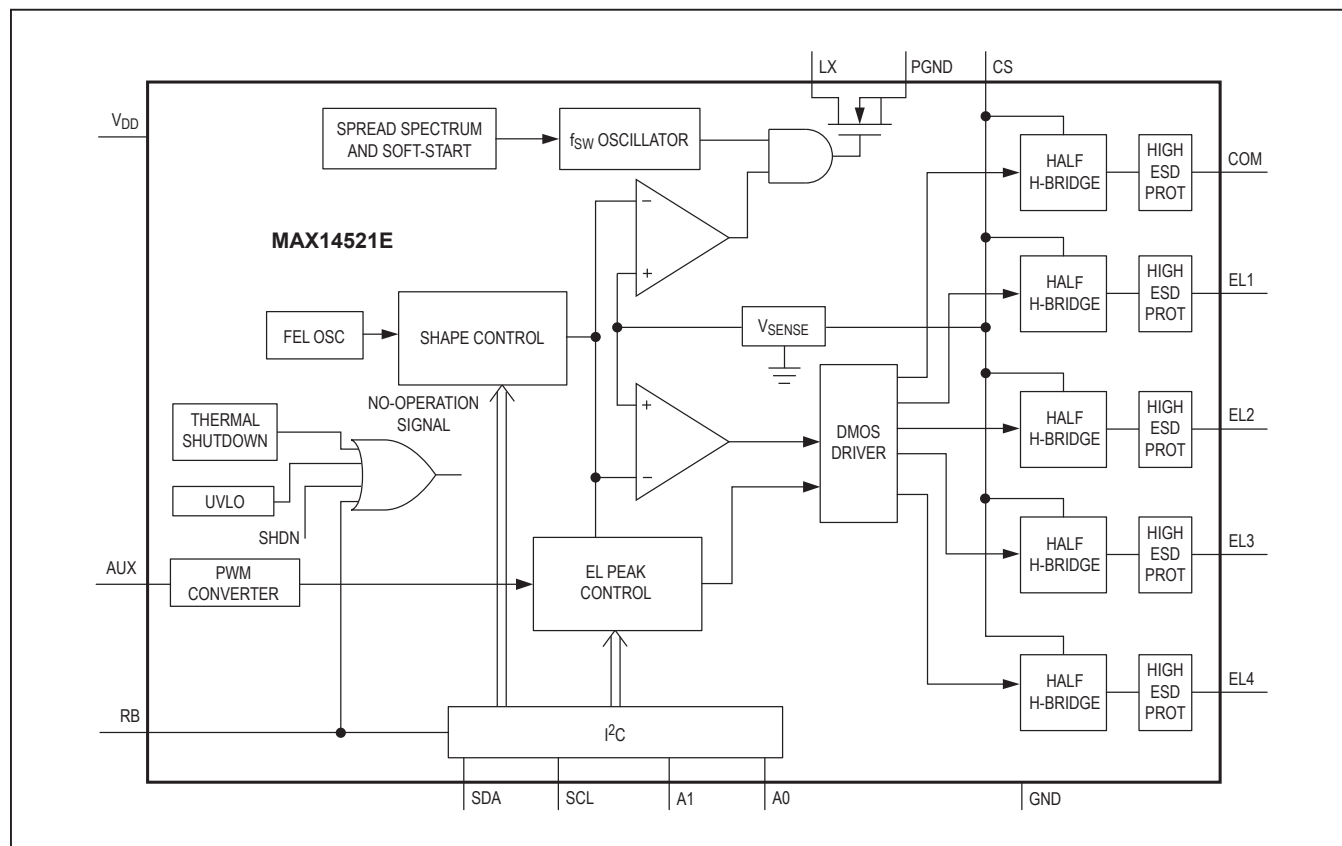 LX
PGND
CS
VDD
SPREAD SPECTRUM
AND SOFT-START
fSW OSCILLATOR
HALF
H-BRIDGE
HIGH
ESD
PROT
COM
MAX14521E
−
+
HALF
H-BRIDGE
HIGH
ESD
PROT
EL1
FEL OSC
SHAPE CONTROL
VSENSE
NO-OPERATION
SIGNAL
THERMAL
SHUTDOWN
UVLO
SHDN
+
−
DMOS
DRIVER
HALF
H-BRIDGE
HIGH
ESD
PROT
EL2
AUX
PWM
CONVERTER
EL PEAK
CONTROL
HALF
H-BRIDGE
HIGH
ESD
PROT
EL3
HALF
H-BRIDGE
HIGH
ESD
PROT
EL4
RB
I2C
SDA
SCL
A1
A0
GND